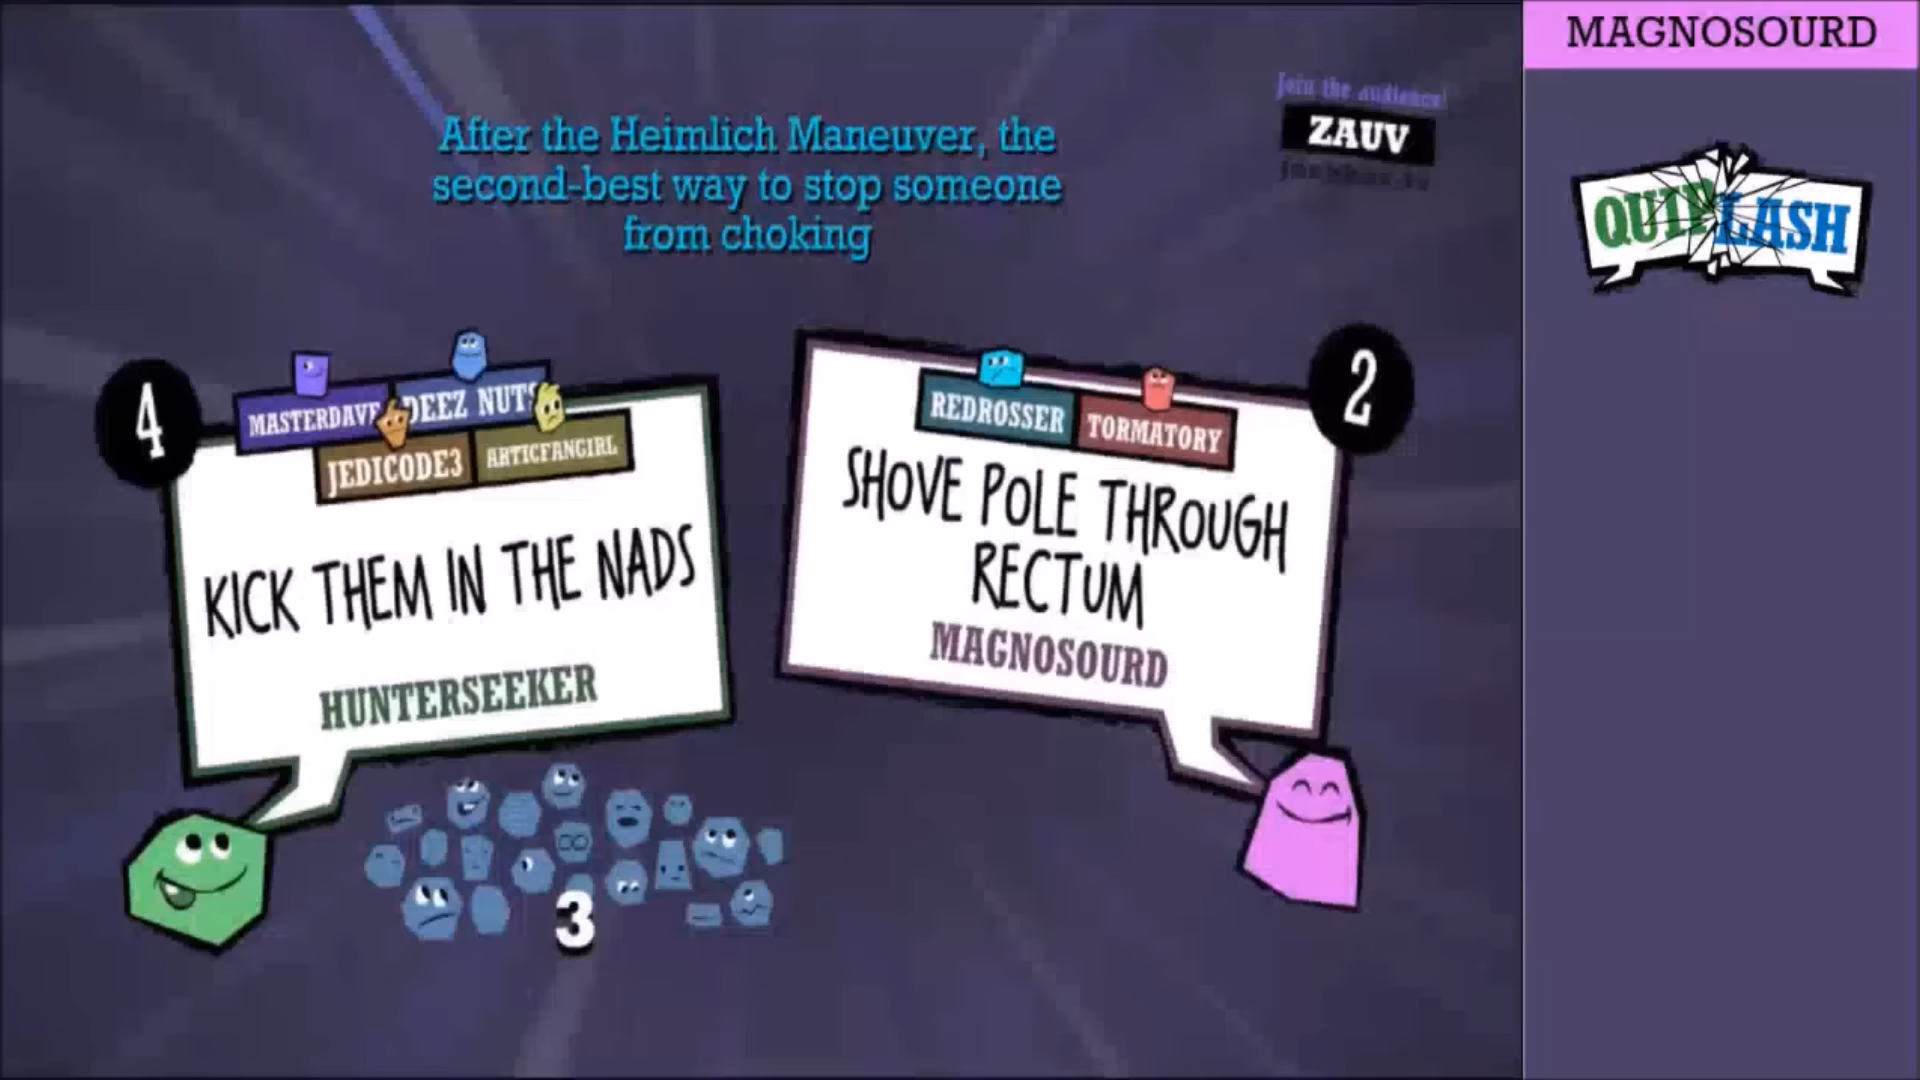 MAGNOSOURD
Join the audience!
ZAUV
jackbox.tv
After the Heimlich Maneuver, the
second-best way to stop someone
from choking
QUIPLASH
4
MASTERDAVE
DEEZ NUTS
JEDICODE3
ARTICFANGIRL
KICK THEM IN THE NADS
HUNTERSEEKER
2
REDROSSER
TORMATORY
SHOVE POLE THROUGH
RECTUM
MAGNOSOURD
3